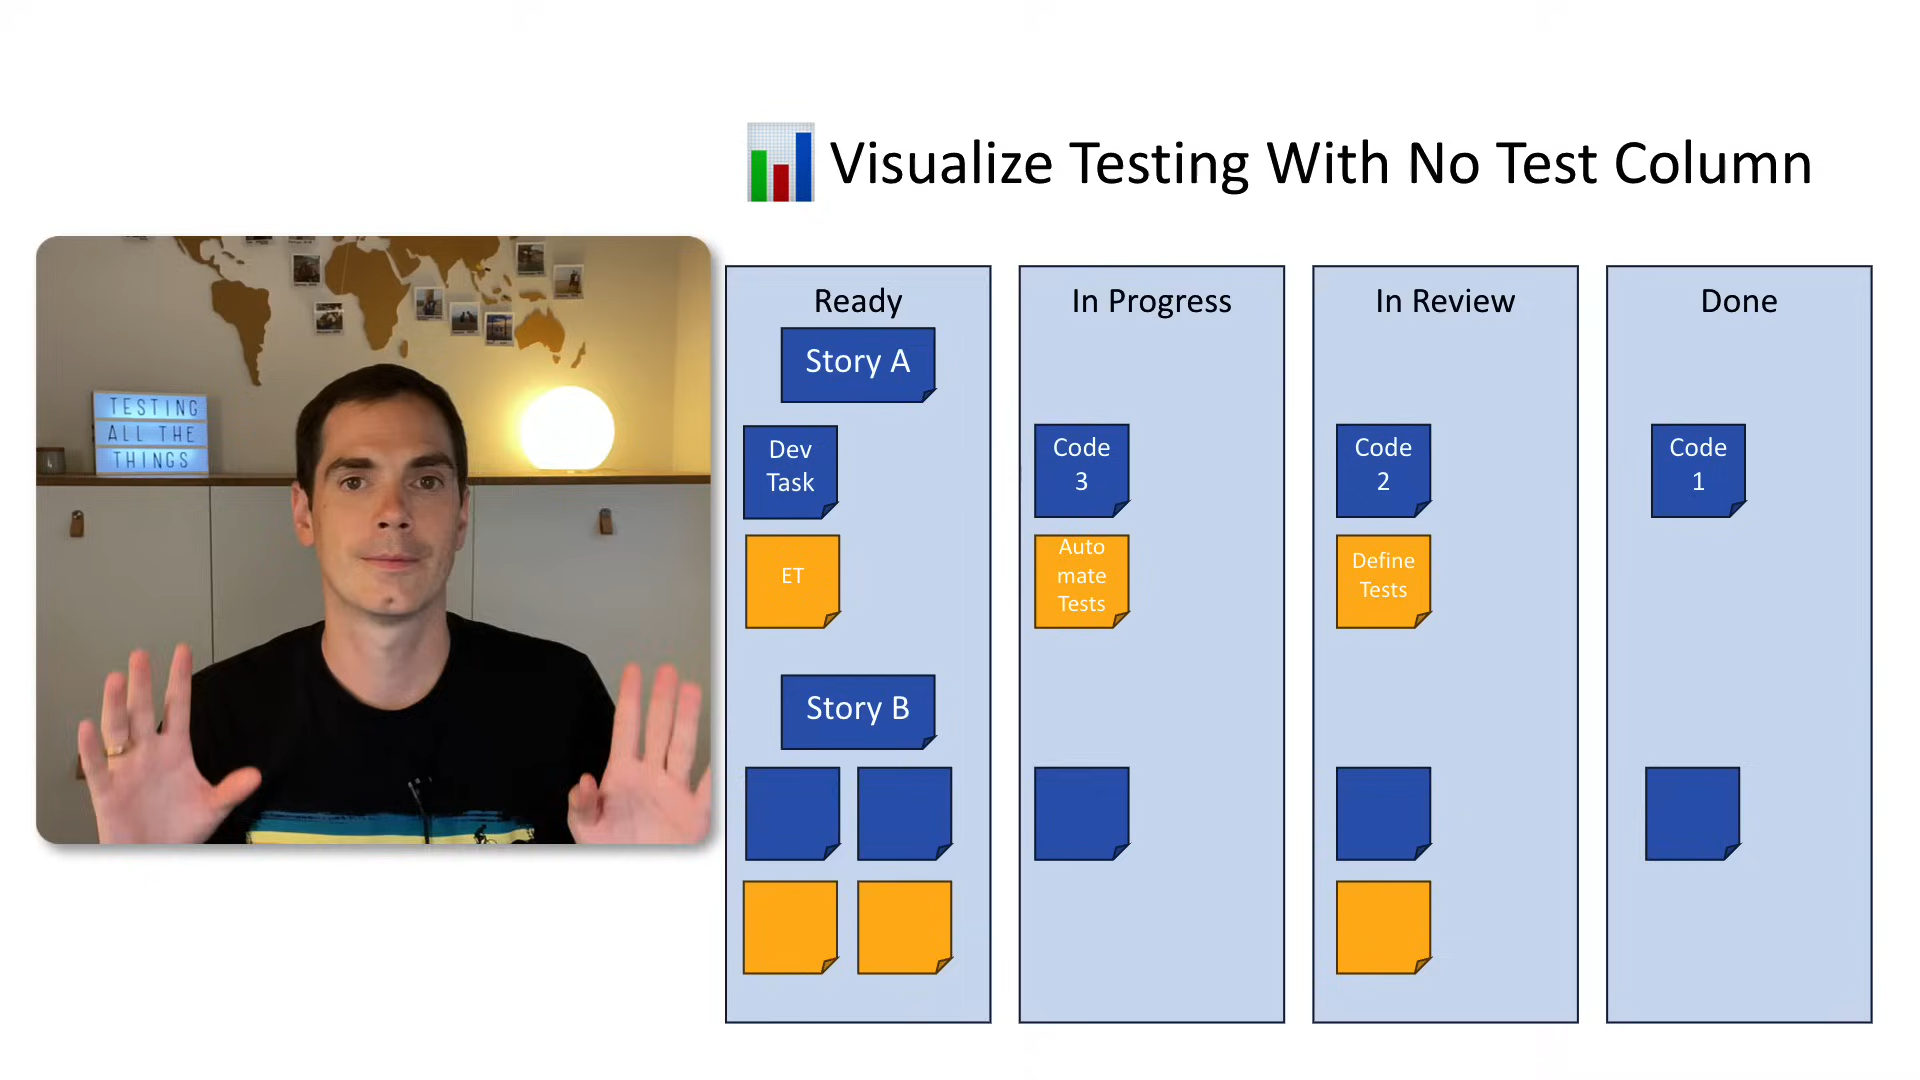 Visualize Testing With No Test Column
TESTING
ALL THE
THINGS
Ready
In Progress
In Review
Done
Story A
Dev
Task
Code
3
Code
2
Code
1
ET
Auto
mate
Tests
Define
Tests
Story B